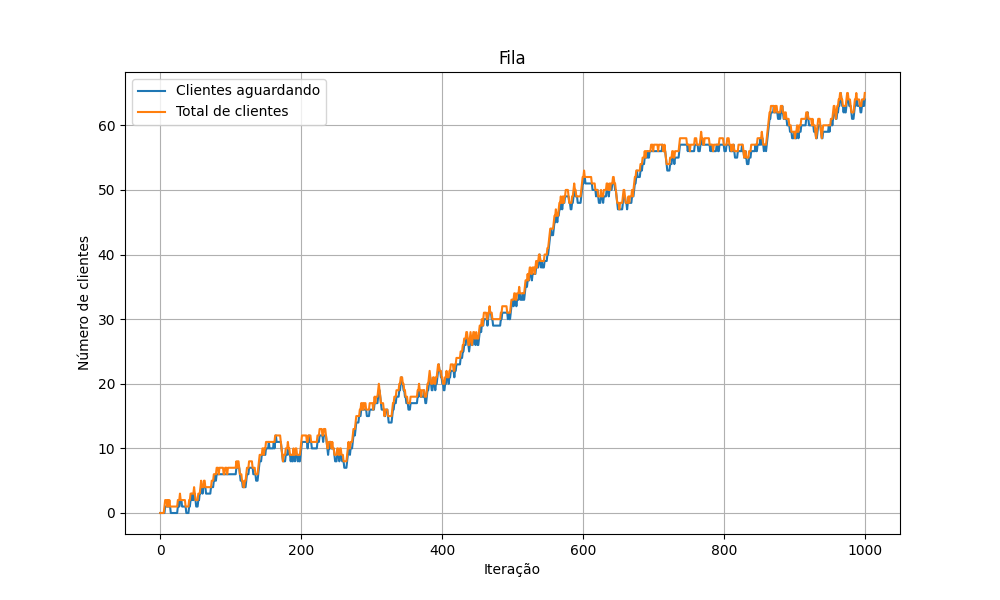 Fila
Clientes aguardando
Total de clientes
Número de clientes
60
50
40
30
20
10
0
0 200 400 600 800 1000
Iteração